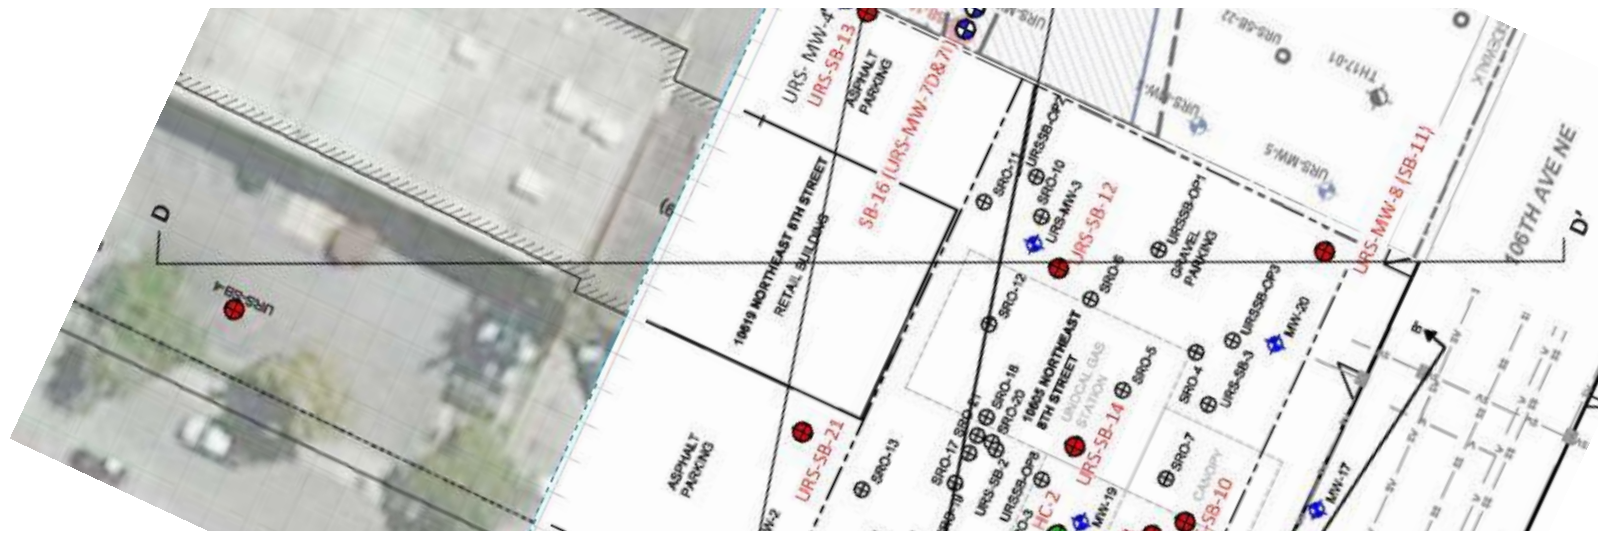 URS- MW-4
URS-SB-13
ASPHALT
PARKING
SB-16 (URS-MW-7D&7I)
URS-SB-22
TH17-01
URS-MW-5
URS-MW-8 (SB-11)
106TH AVE NE
D
D'
10619 NORTHEAST 8TH STREET
RETAIL BUILDING
SRO-11
URSSB-OP2
SRO-10
URS-MW-3
URS-SB-12
URSSB-OP1
GRAVEL
PARKING
SRO-6
SRO-12
URSSB-OP3
MW-20
URS-SB-4
10605 NORTHEAST
8TH STREET
UNOCAL GAS
STATION
SRO-5
SRO-4
URS-SB-3
B'
SRO-18
SRO-20
URS-SB-14
URS-SB-21
ASPHALT
PARKING
SRO-13
SRO-17
URS-SB-2
URSSB-OP8
SRO-7
CANOPY
HC-2
MW-19
MW-17